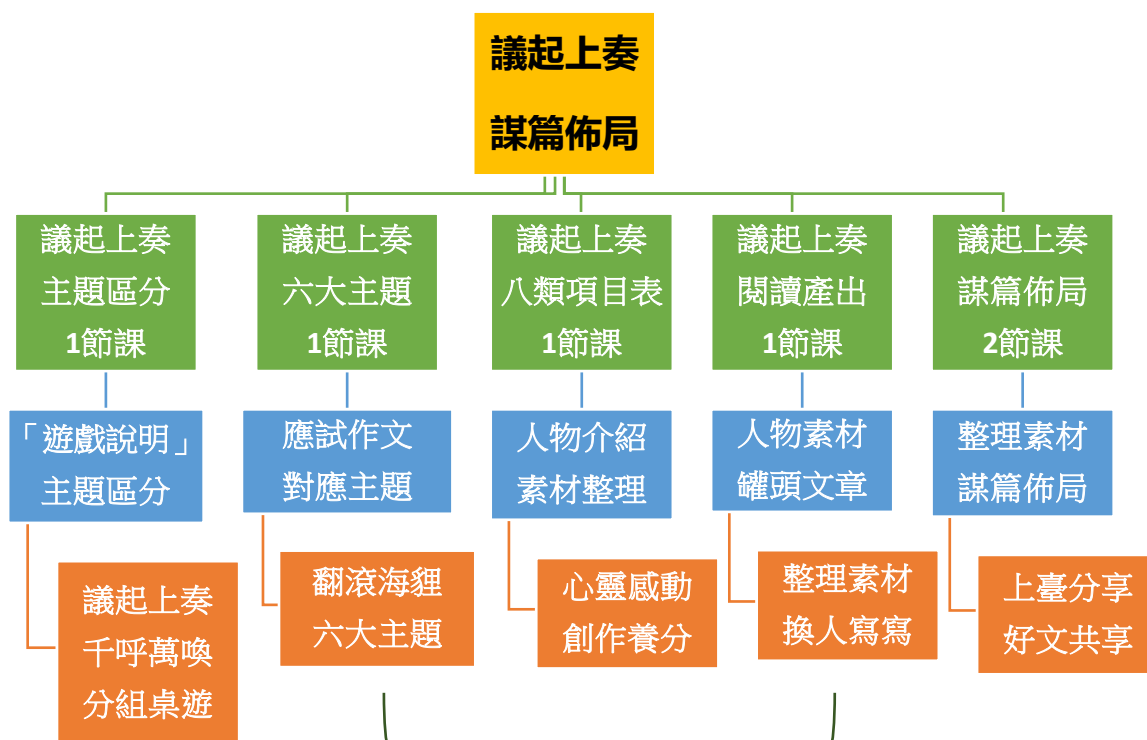 議起上奏
謀篇佈局
議起上奏
主題區分
1節課
議起上奏
六大主題
1節課
議起上奏
八類項目表
1節課
議起上奏
閱讀產出
1節課
議起上奏
謀篇佈局
2節課
「遊戲說明」
主題區分
應試作文
對應主題
人物介紹
素材整理
人物素材
罐頭文章
整理素材
謀篇佈局
議起上奏
千呼萬喚
分組桌遊
翻滾海貍
六大主題
心靈感動
創作養分
整理素材
換人寫寫
上臺分享
好文共享